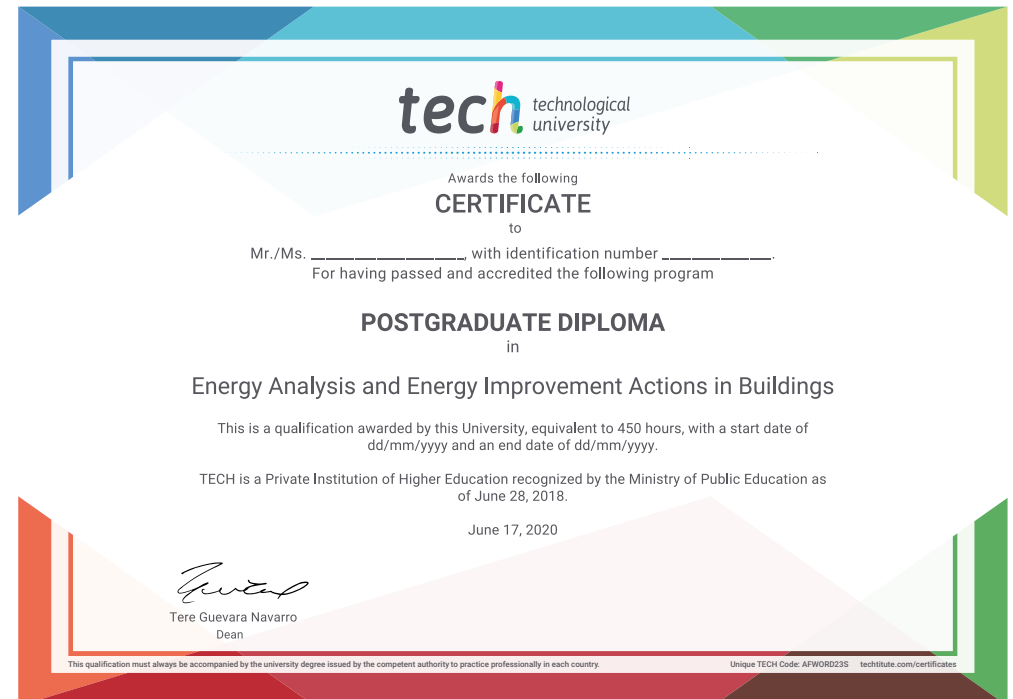 tech technological
university
Awards the following
CERTIFICATE
to
Mr./Ms. ____________________, with identification number ______________.
For having passed and accredited the following program
POSTGRADUATE DIPLOMA
in
Energy Analysis and Energy Improvement Actions in Buildings
This is a qualification awarded by this University, equivalent to 450 hours, with a start date of
dd/mm/yyyy and an end date of dd/mm/yyyy.
TECH is a Private Institution of Higher Education recognized by the Ministry of Public Education as
of June 28, 2018.
June 17, 2020
Tere Guevara Navarro
Dean
This qualification must always be accompanied by the university degree issued by the competent authority to practice professionally in each country. Unique TECH Code: AFWORD23S techtitute.com/certificates